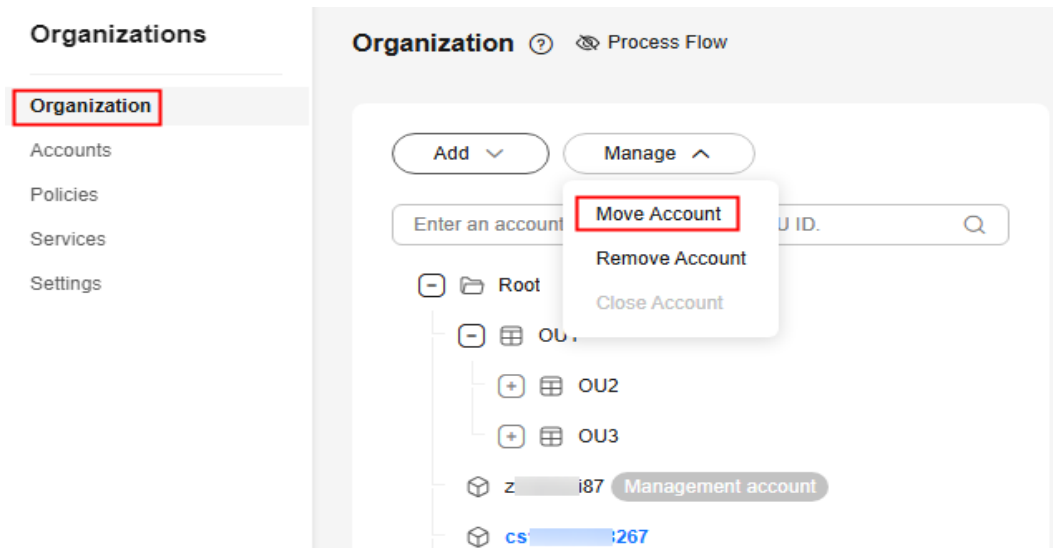 Organizations
Organization
Accounts
Policies
Services
Settings
Organization ? Process Flow
Add Manage
Enter an account U ID.
Move Account
Remove Account
Close Account
Root
OU2
OU3
z i87 Management account
cs 267